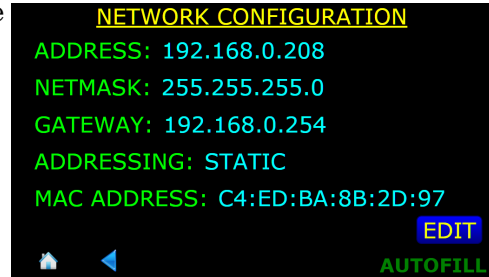 e
NETWORK CONFIGURATION
ADDRESS: 192.168.0.208
NETMASK: 255.255.255.0
GATEWAY: 192.168.0.254
ADDRESSING: STATIC
MAC ADDRESS: C4:ED:BA:8B:2D:97
EDIT
AUTOFILL